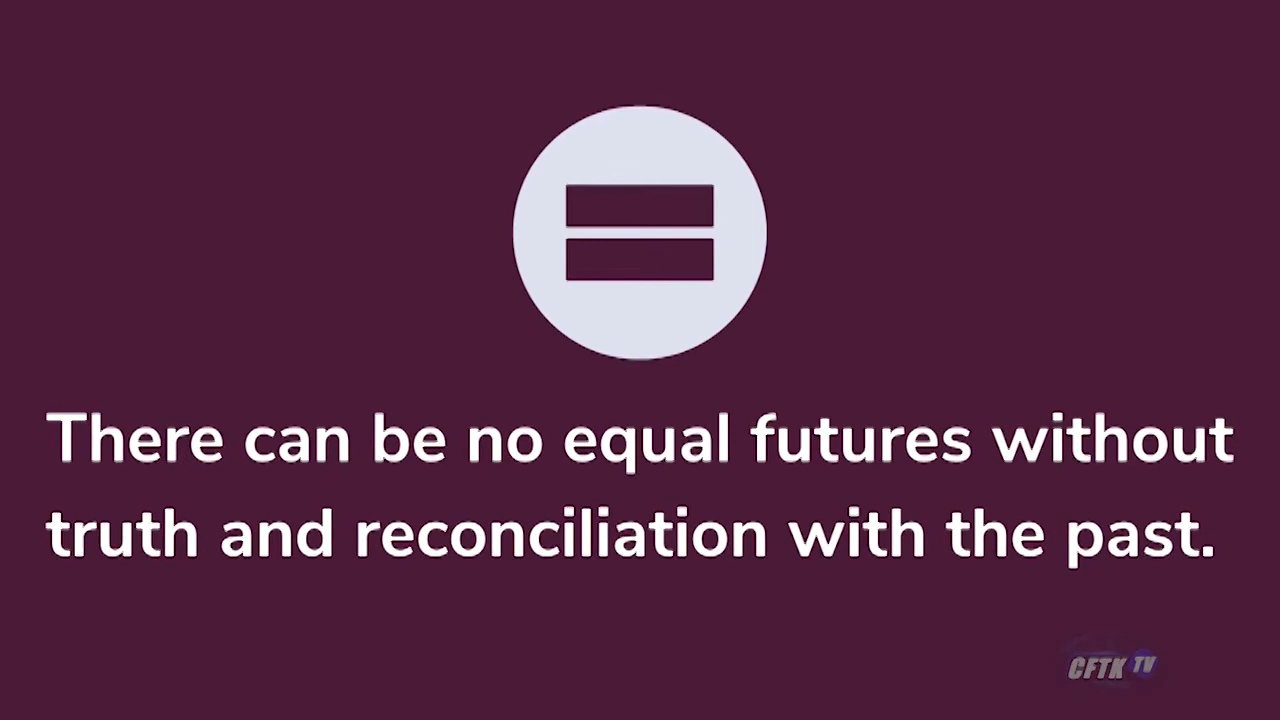 There can be no equal futures without
truth and reconciliation with the past.
CFTK TV